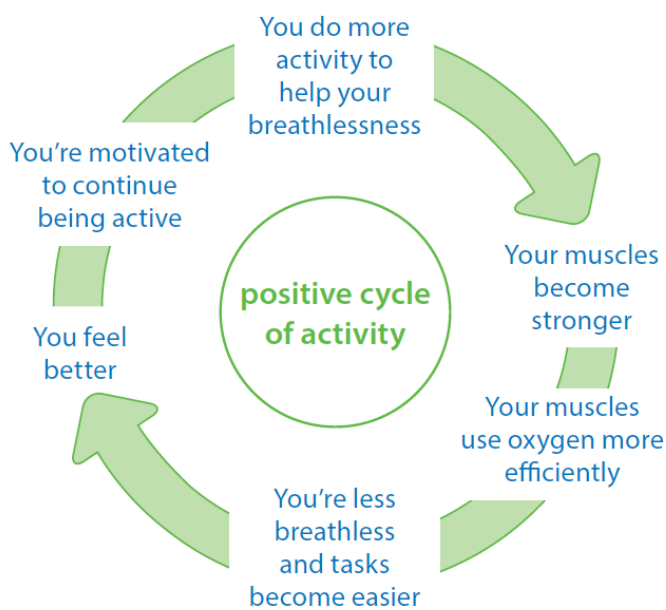 You do more
activity to
help your
breathlessness
Your muscles
become
stronger
Your muscles
use oxygen more
efficiently
You're less
breathless
and tasks
become easier
You feel
better
You're motivated
to continue
being active
positive cycle
of activity